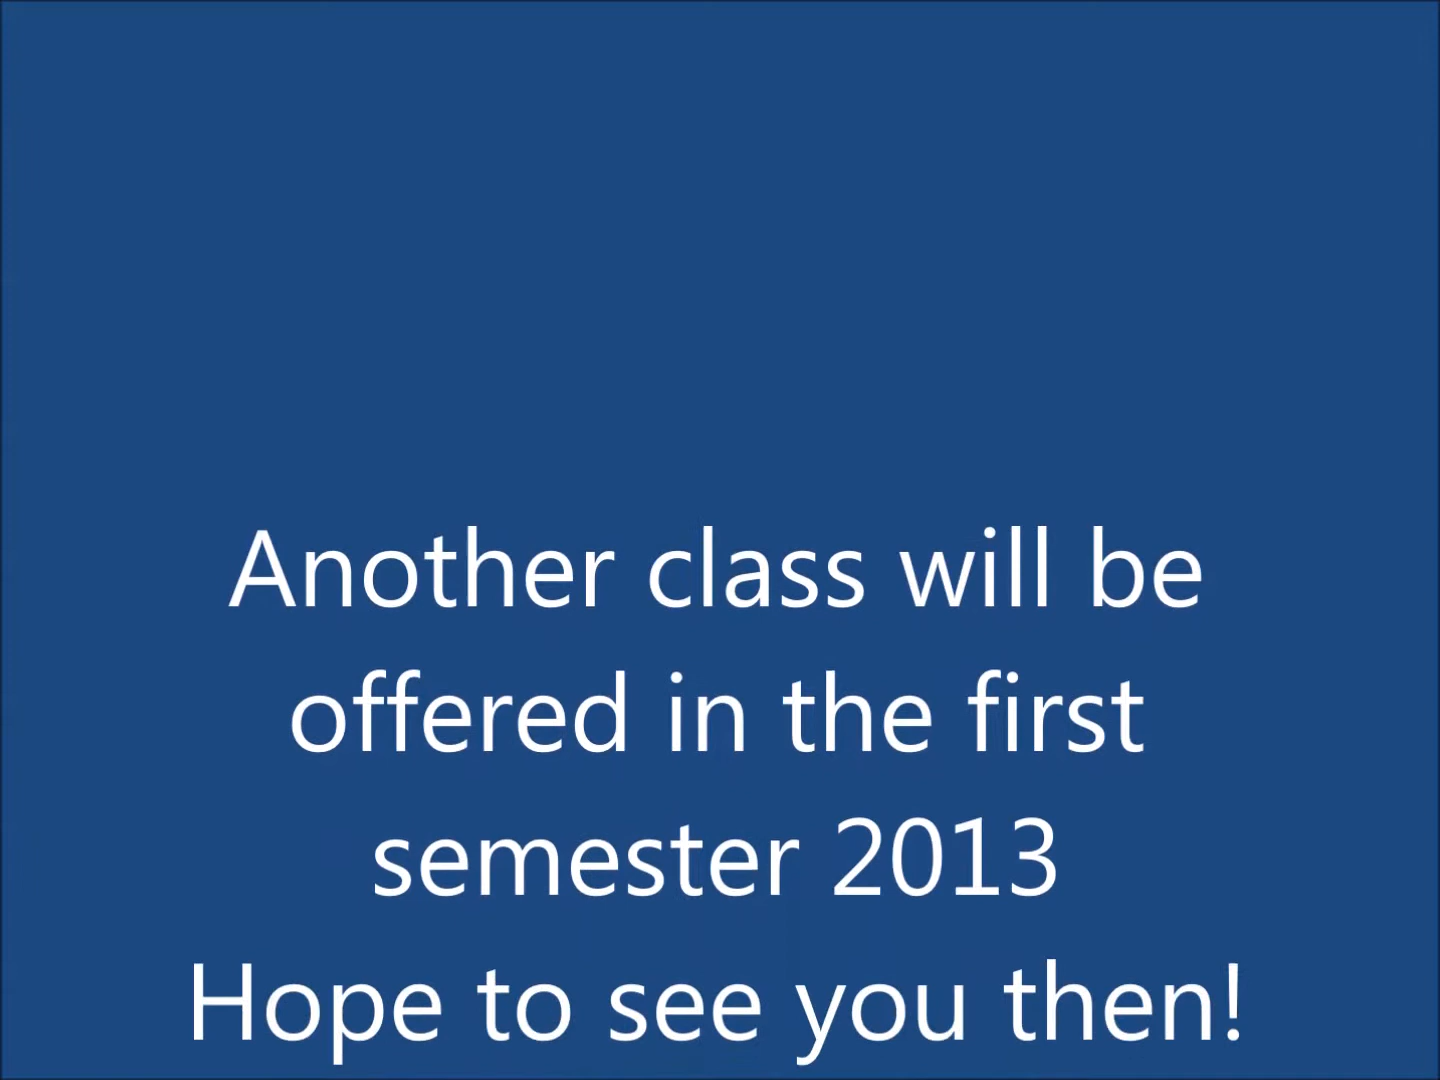 Another class will be
offered in the first
semester 2013
Hope to see you then!